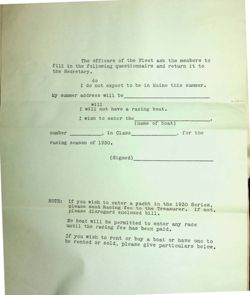 The officers of the Fleet ask the members to
fill in the following questionnaire and return it to
the Secretary.
do
I do not expect to be in Maine this summer.
My summer address will be
will
I will not have a racing boat.
I wish to enter the
(name of boat)
number , in Class , for the
racing season of 1930.
(Signed)
NOTE: If you wish to enter a yacht in the 1930 Series,
please send Racing fee to the Treasurer. If not,
please disregard enclosed bill.
No boat will be permitted to enter any race
until the racing fee has been paid.
If you wish to rent or buy a boat or have one to
be rented or sold, please give particulars below.